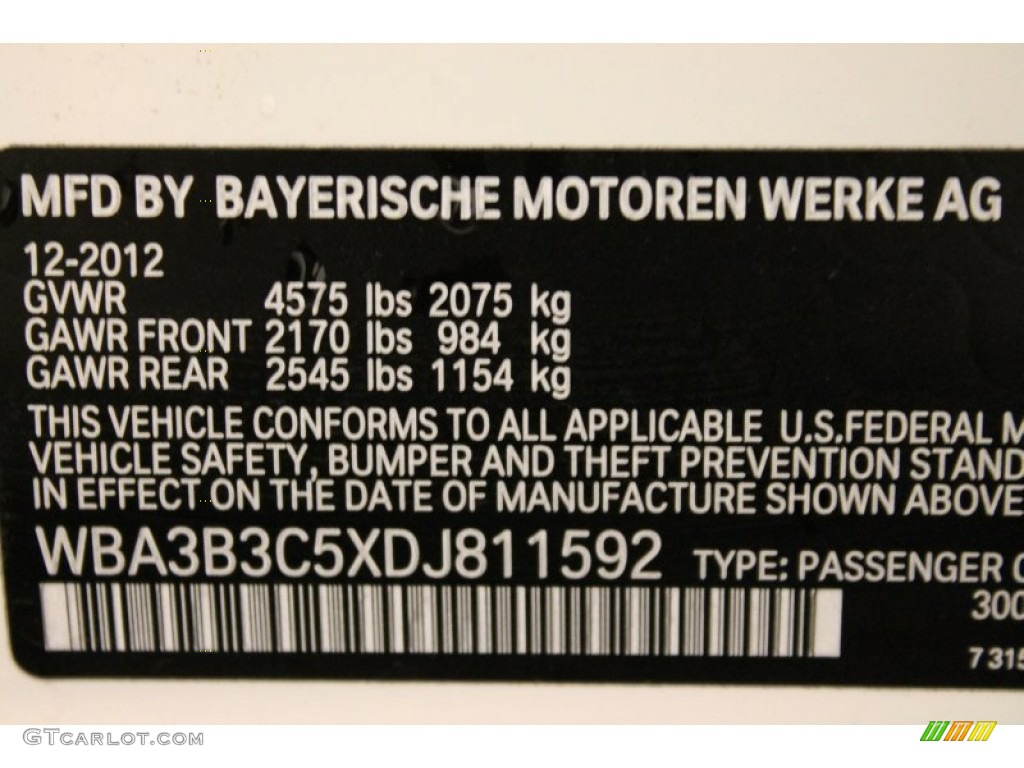 MFD BY BAYERISCHE MOTOREN WERKE AG
12-2012
GVWR 4575 lbs 2075 kg
GAWR FRONT 2170 lbs 984 kg
GAWR REAR 2545 lbs 1154 kg
THIS VEHICLE CONFORMS TO ALL APPLICABLE U.S.FEDERAL M
VEHICLE SAFETY, BUMPER AND THEFT PREVENTION STAND
IN EFFECT ON THE DATE OF MANUFACTURE SHOWN ABOVE
WBA3B3C5XDJ811592 TYPE: PASSENGER C
300
7315
GTCARLOT.COM